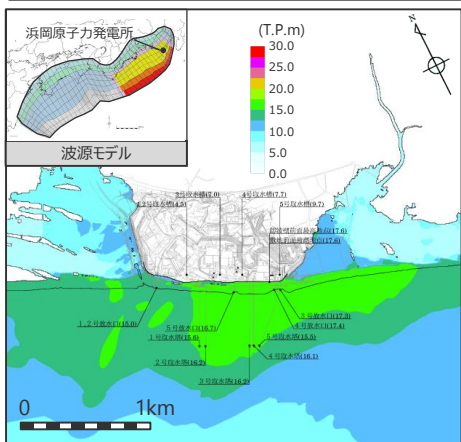 浜岡原子力発電所
波源モデル
(T.P.m)
30.0
25.0
20.0
15.0
10.0
5.0
0.0
N
3号取水槽(7.0)
4号取水槽(7.7)
1,2号取水槽(4.5)
5号取水槽(9.7)
1,2号放水口(15.0)
3号放水口(17.3)
5号放水口(16.7)
4号放水口(17.4)
1号取水塔(15.6)
5号取水塔(15.5)
2号取水塔(16.2)
4号取水塔(16.1)
3号取水塔(16.2)
0
1km